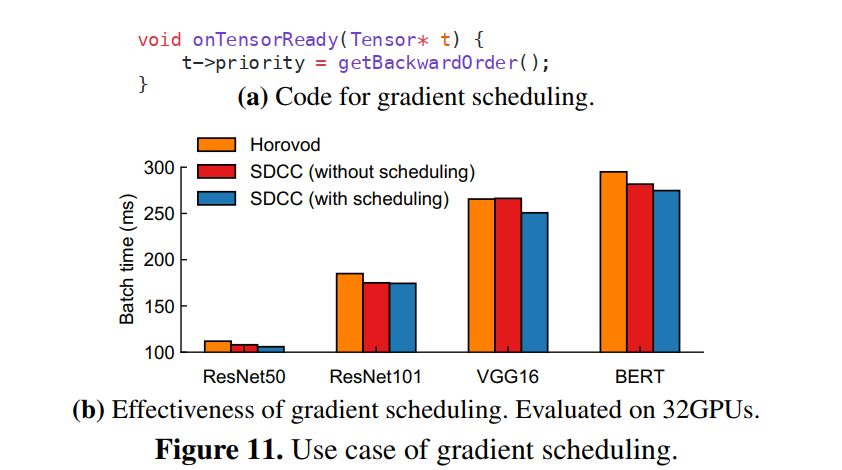 void onTensorReady(Tensor* t) {
    t->priority = getBackwardOrder();
}
(a) Code for gradient scheduling.
Horovod
SDCC (without scheduling)
SDCC (with scheduling)
Batch time (ms)
300
250
200
150
100
ResNet50 ResNet101 VGG16 BERT
(b) Effectiveness of gradient scheduling. Evaluated on 32GPUs.
Figure 11. Use case of gradient scheduling.